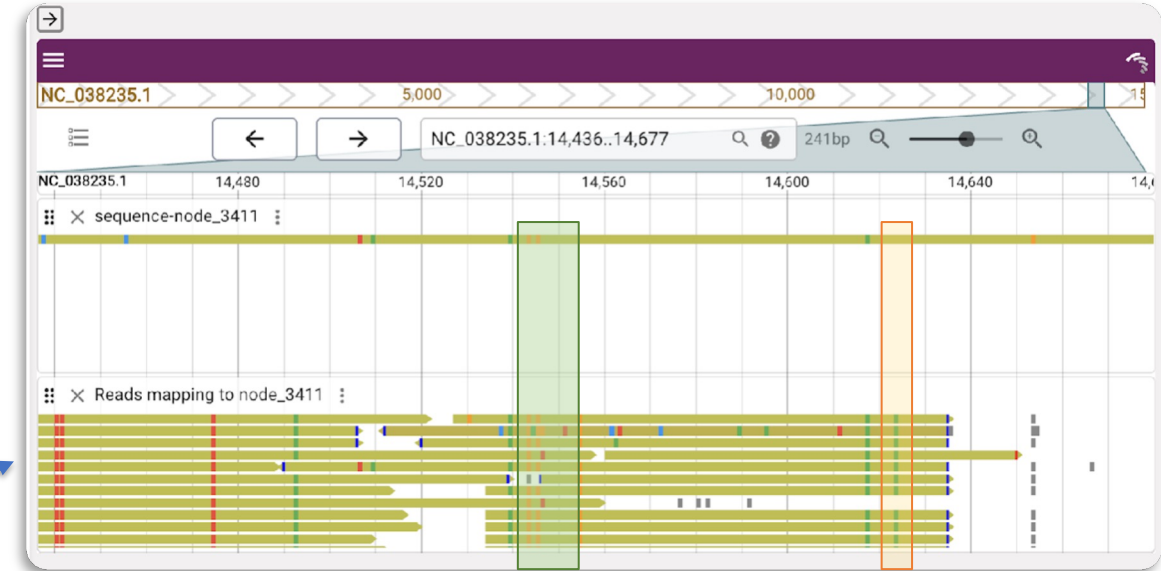 NC_038235.1 5,000 10,000 15
NC_038235.1:14,436..14,677 241bp
NC_038235.1 14,480 14,520 14,560 14,600 14,640 14,6
sequence-node_3411
Reads mapping to node_3411